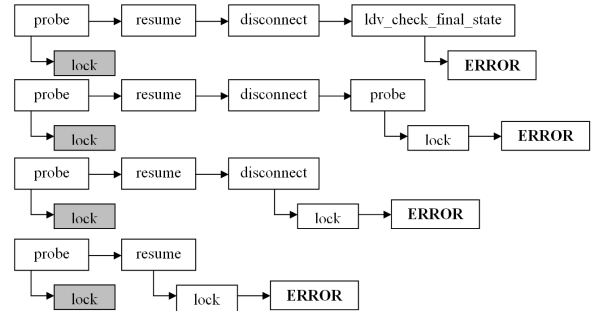 probe resume disconnect ldv_check_final_state
lock ERROR
probe resume disconnect probe
lock lock ERROR
probe resume disconnect
lock lock ERROR
probe resume
lock lock ERROR